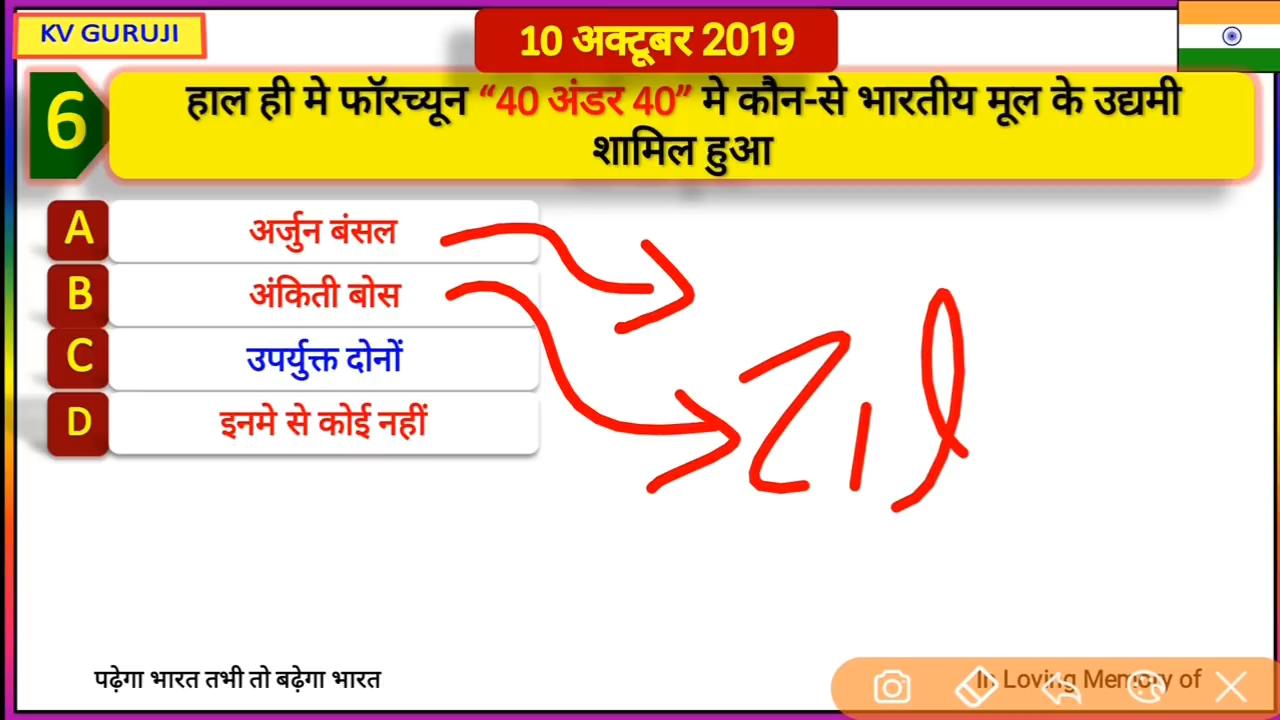 KV GURUJI
10 अक्टूबर 2019
6
हाल ही मे फॉरच्यून “40 अंडर 40” मे कौन-से भारतीय मूल के उद्यमी
शामिल हुआ
A अर्जुन बंसल
B अंकिती बोस
C उपर्युक्त दोनों
D इनमे से कोई नहीं
पढ़ेगा भारत तभी तो बढ़ेगा भारत
In Loving Memory of